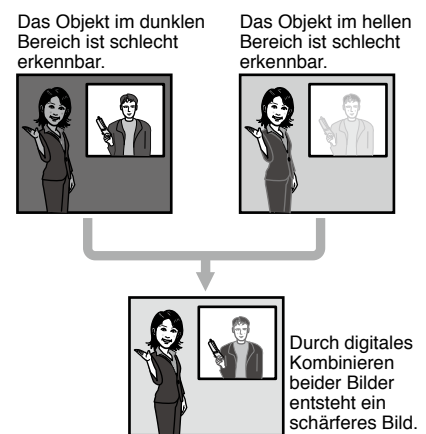 Das Objekt im dunklen
Bereich ist schlecht
erkennbar.
Das Objekt im hellen
Bereich ist schlecht
erkennbar.
Durch digitales
Kombinieren
beider Bilder
entsteht ein
schärferes Bild.